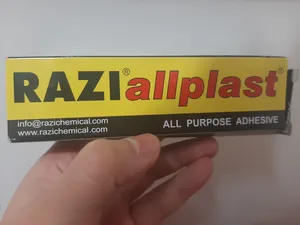 RAZI® allplast®
info@razichemical.com
www.razichemical.com
ALL PURPOSE ADHESIVE